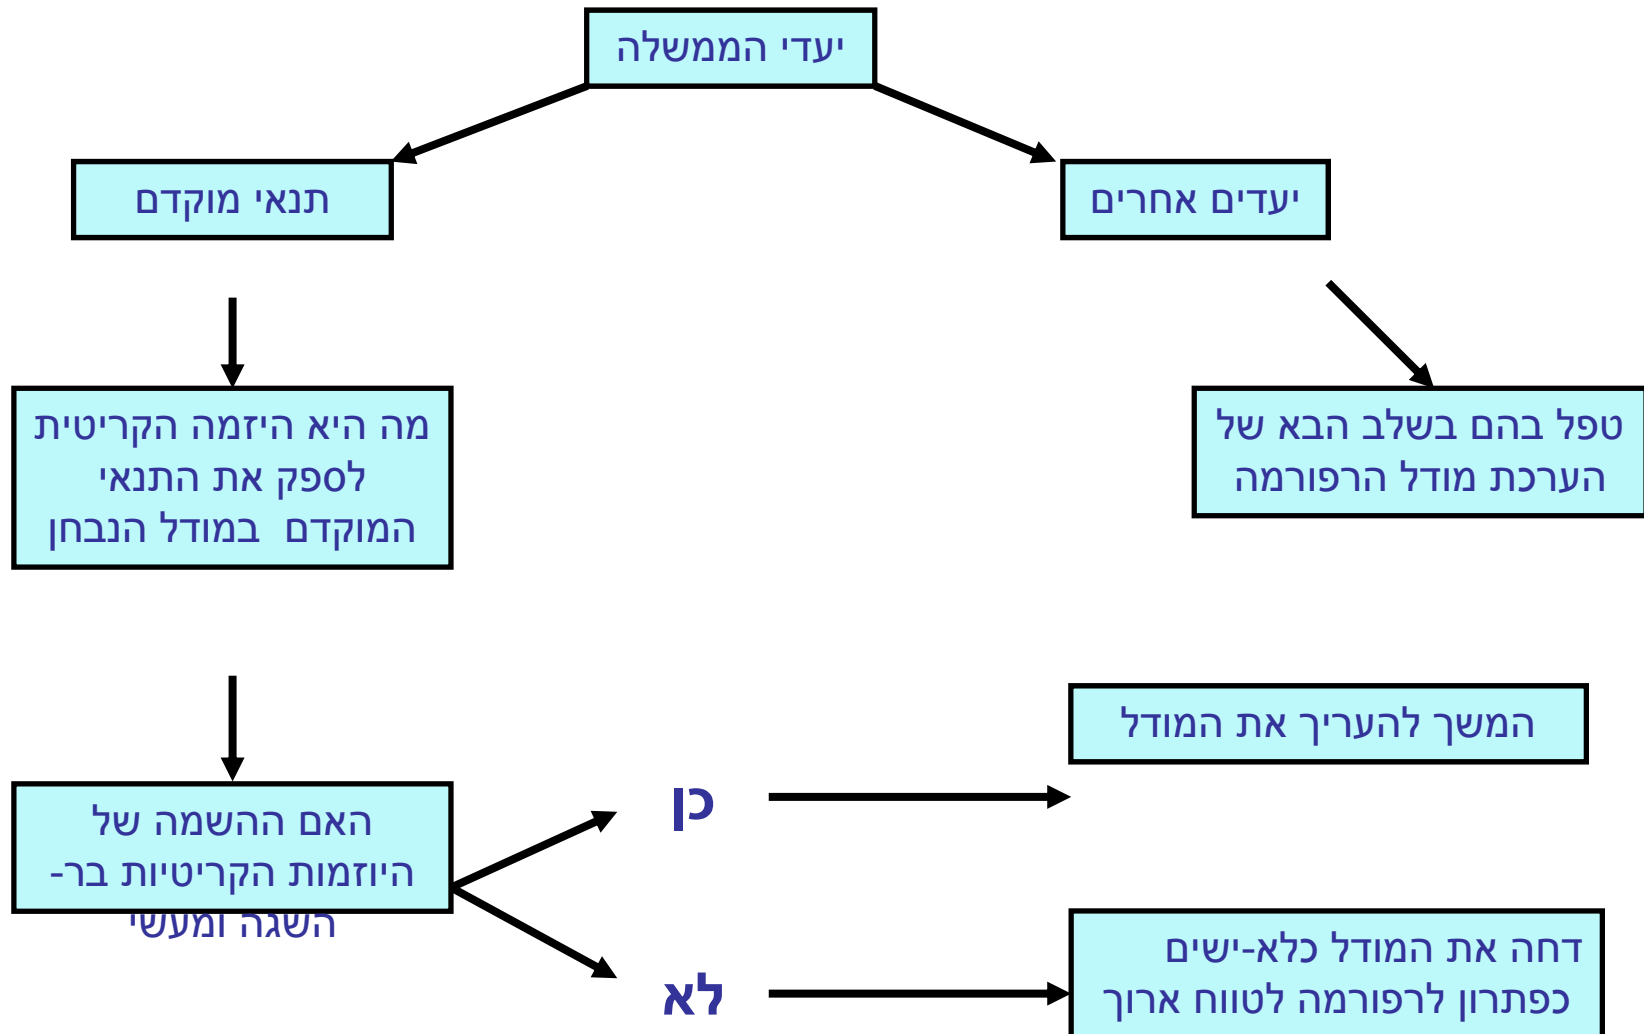 יעדי הממשלה
יעדים אחרים
תנאי מוקדם
טפל בהם בשלב הבא של
הערכת מודל הרפורמה
מה היא היזמה הקריטית
לספק את התנאי
המוקדם במודל הנבחן
המשך להעריך את המודל
האם ההשמה של
היוזמות הקריטיות בר-
השגה ומעשי
כן
לא
דחה את המודל כלא-ישים
כפתרון לרפורמה לטווח ארוך